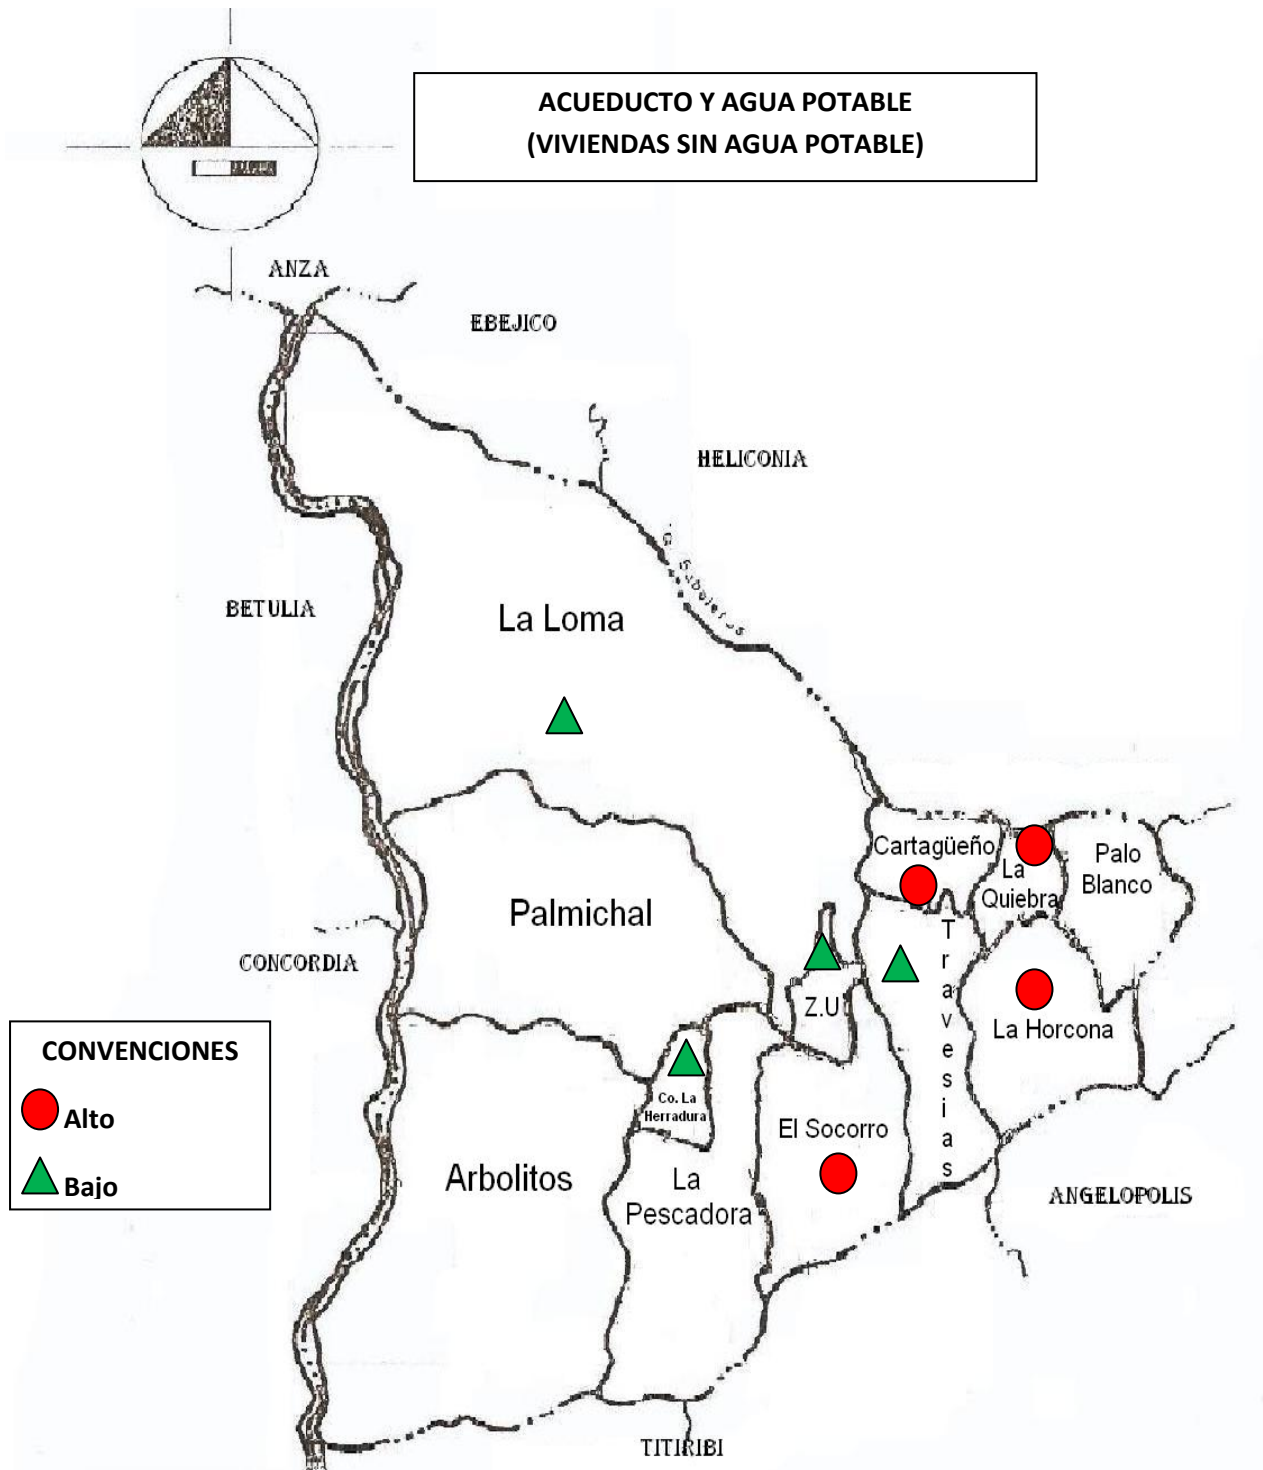 ACUEDUCTO Y AGUA POTABLE
(VIVIENDAS SIN AGUA POTABLE)
ANZA
EBEJICO
HELICONIA
BETULIA
La Loma
Cartagüeño
La
Quiebra
Palo
Blanco
Palmichal
Travesias
CONCORDIA
Z.U
La Horcona
CONVENCIONES
Alto
Bajo
Co. La
Herradura
El Socorro
Arbolitos
La
Pescadora
ANGELOPOLIS
TITIRIBI